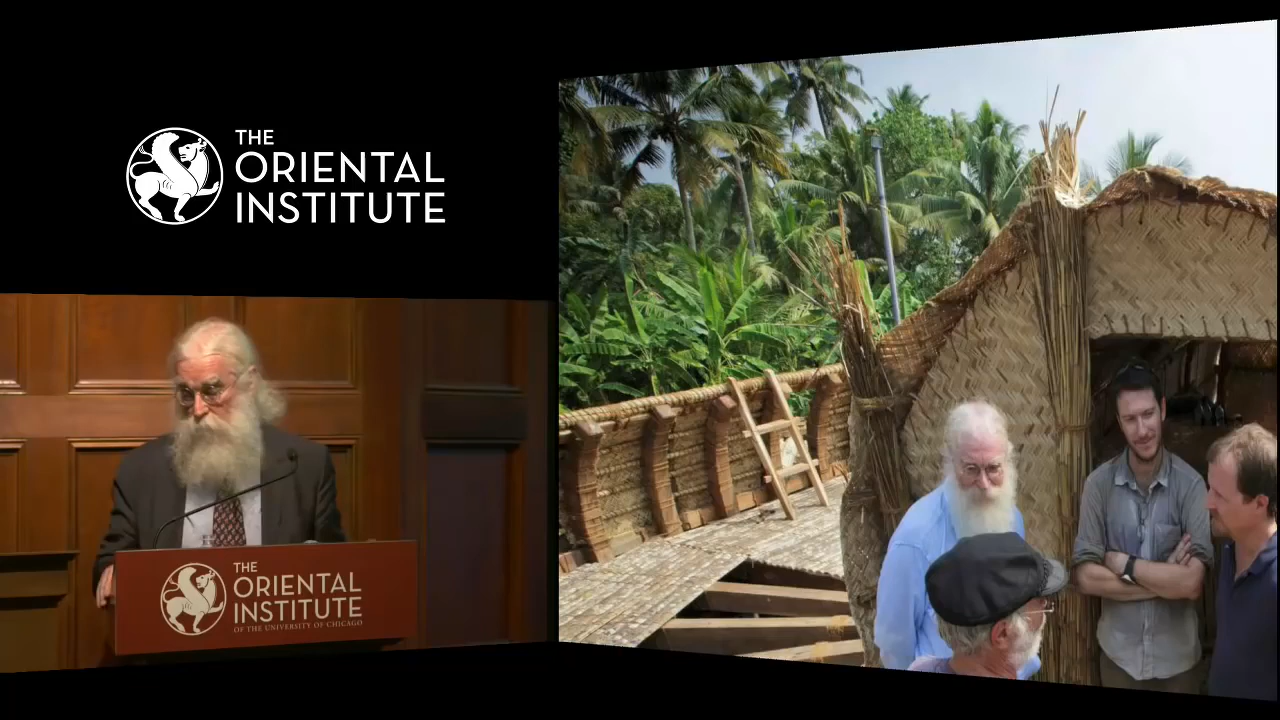 THE
ORIENTAL
INSTITUTE
THE
ORIENTAL
INSTITUTE
OF THE UNIVERSITY OF CHICAGO